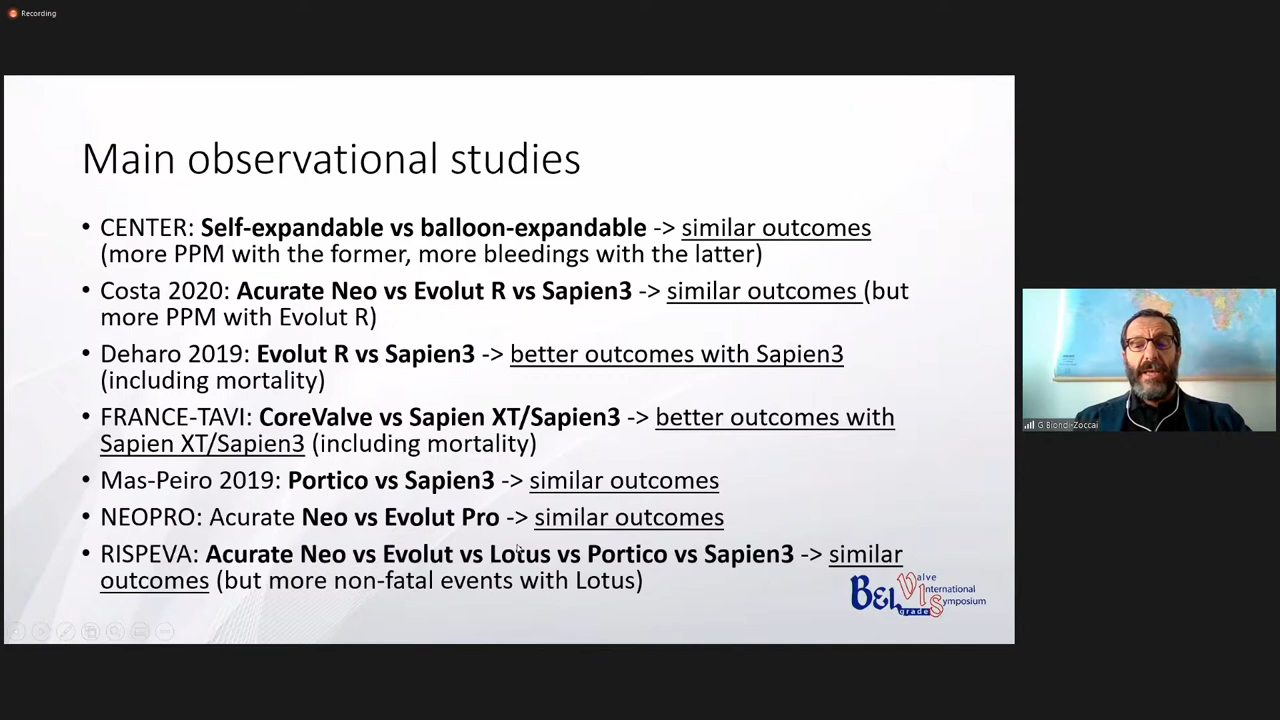 Recording
Main observational studies
• CENTER: Self-expandable vs balloon-expandable -> similar outcomes
(more PPM with the former, more bleedings with the latter)
• Costa 2020: Acurate Neo vs Evolut R vs Sapien3 -> similar outcomes (but
more PPM with Evolut R)
• Deharo 2019: Evolut R vs Sapien3 -> better outcomes with Sapien3
(including mortality)
• FRANCE-TAVI: CoreValve vs Sapien XT/Sapien3 -> better outcomes with
Sapien XT/Sapien3 (including mortality)
• Mas-Peiro 2019: Portico vs Sapien3 -> similar outcomes
• NEOPRO: Acurate Neo vs Evolut Pro -> similar outcomes
• RISPEVA: Acurate Neo vs Evolut vs Lotus vs Portico vs Sapien3 -> similar
outcomes (but more non-fatal events with Lotus)
BELgrade Valve International Symposium
G Biondi-Zoccai